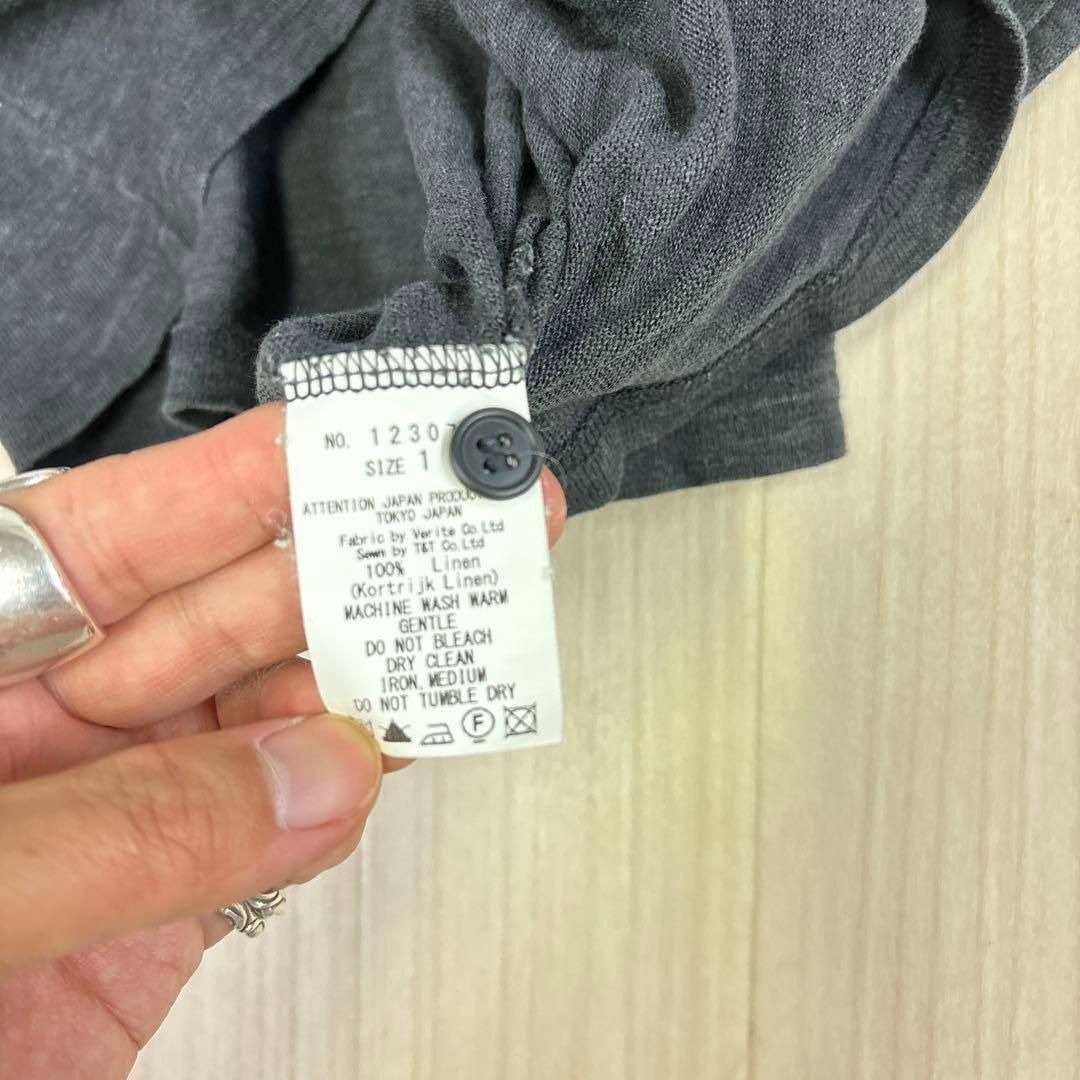 NO. 1230
SIZE 1
ATTENTION JAPAN
TOKYO JAPAN
Fabric by Verite Co.Ltd
Sewn by T&T Co.Ltd
100% Linen
(Kortrijk Linen)
MACHINE WASH WARM
GENTLE
DO NOT BLEACH
DRY CLEAN
IRON, MEDIUM
DO NOT TUMBLE DRY
F